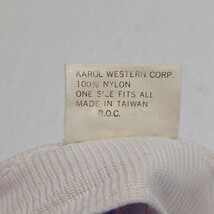 KAROL WESTERN CORP.
100% NYLON
ONE SIZE FITS ALL
MADE IN TAIWAN
R.O.C.